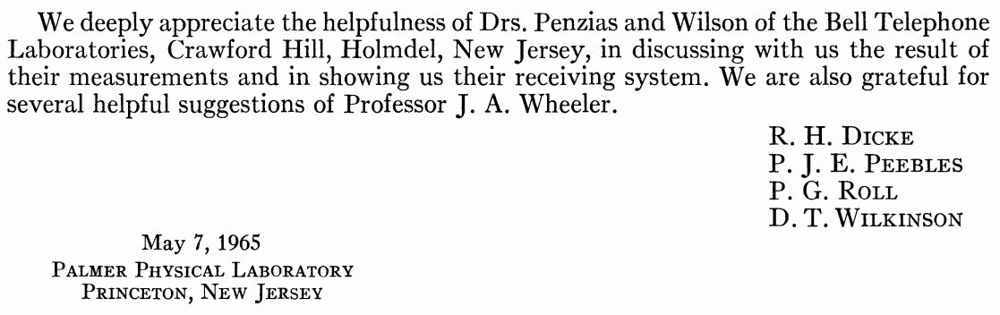 We deeply appreciate the helpfulness of Drs. Penzias and Wilson of the Bell Telephone
Laboratories, Crawford Hill, Holmdel, New Jersey, in discussing with us the result of
their measurements and in showing us their receiving system. We are also grateful for
several helpful suggestions of Professor J. A. Wheeler.
R. H. Dicke
P. J. E. Peebles
P. G. Roll
D. T. Wilkinson
May 7, 1965
Palmer Physical Laboratory
Princeton, New Jersey